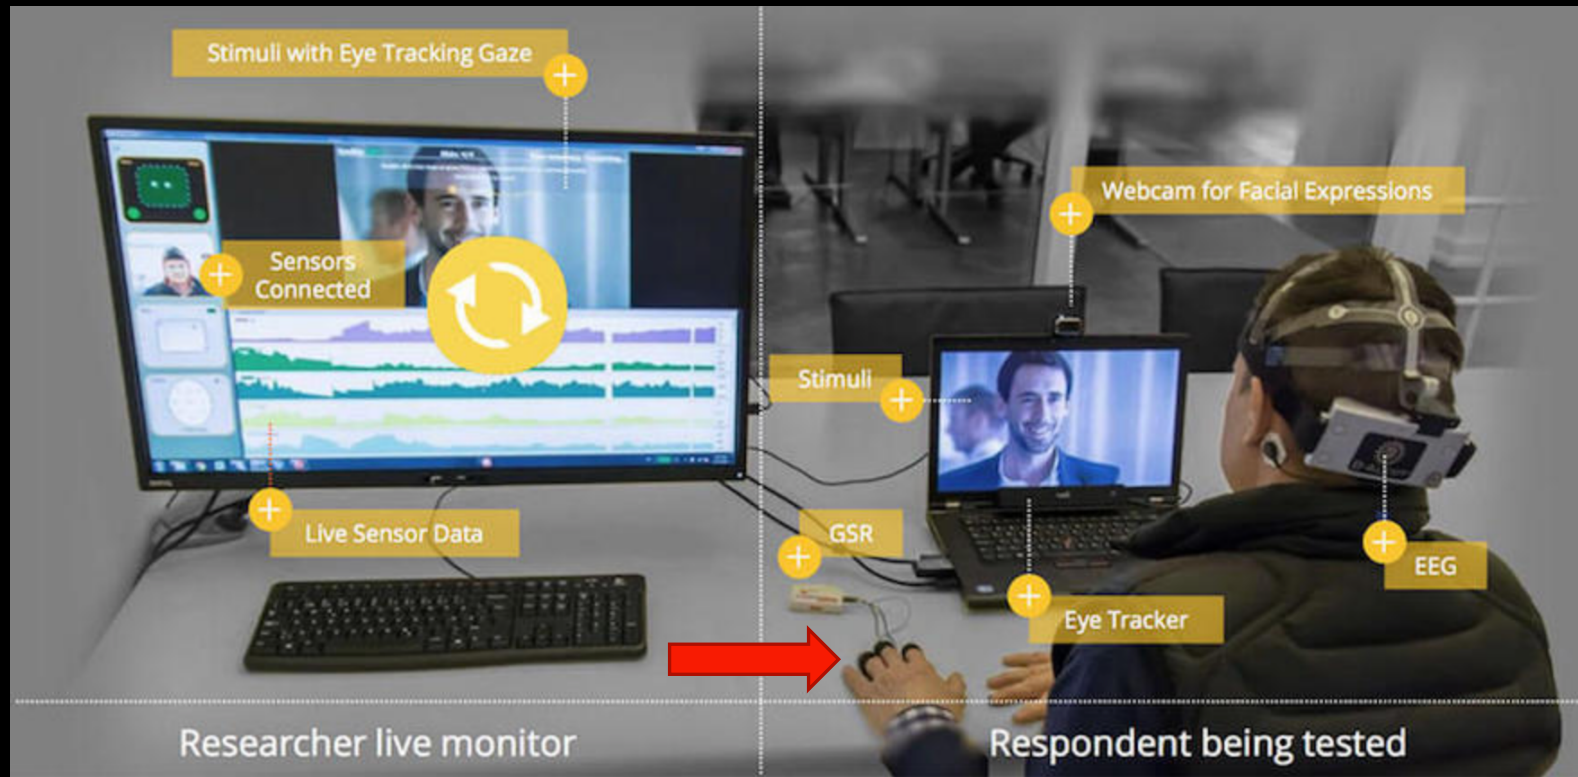 Stimuli with Eye Tracking Gaze
Webcam for Facial Expressions
Sensors
Connected
Stimuli
Live Sensor Data
GSR
EEG
Eye Tracker
Researcher live monitor
Respondent being tested